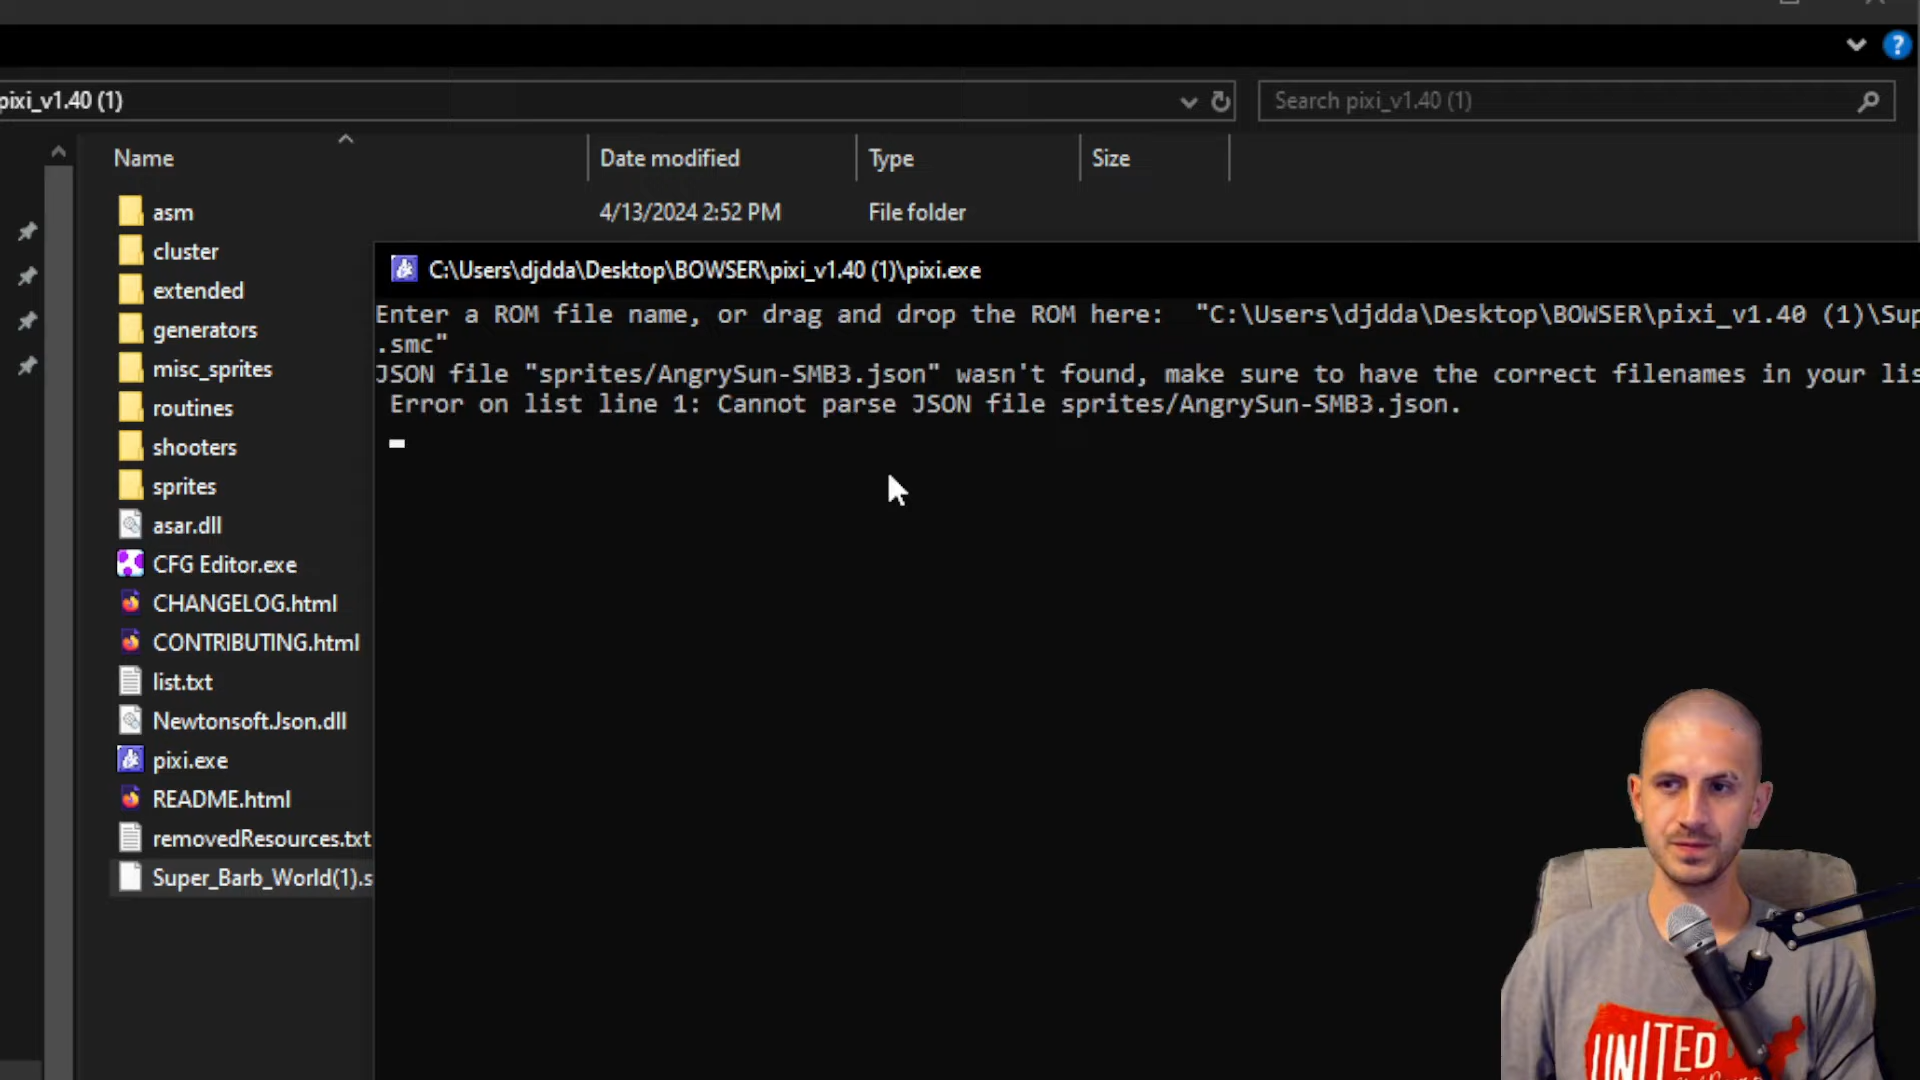 pixi_v1.40 (1)
Search pixi_v1.40 (1)
?
Name
Date modified
Type
Size
asm
4/13/2024 2:52 PM
File folder
cluster
extended
generators
misc_sprites
routines
shooters
sprites
asar.dll
CFG Editor.exe
CHANGELOG.html
CONTRIBUTING.html
list.txt
Newtonsoft.Json.dll
pixi.exe
README.html
removedResources.txt
Super_Barb_World(1).s
C:\Users\djdda\Desktop\BOWSER\pixi_v1.40 (1)\pixi.exe
Enter a ROM file name, or drag and drop the ROM here:  "C:\Users\djdda\Desktop\BOWSER\pixi_v1.40 (1)\Sup
.smc"
JSON file "sprites/AngrySun-SMB3.json" wasn't found, make sure to have the correct filenames in your lis
Error on list line 1: Cannot parse JSON file sprites/AngrySun-SMB3.json.
UNITED